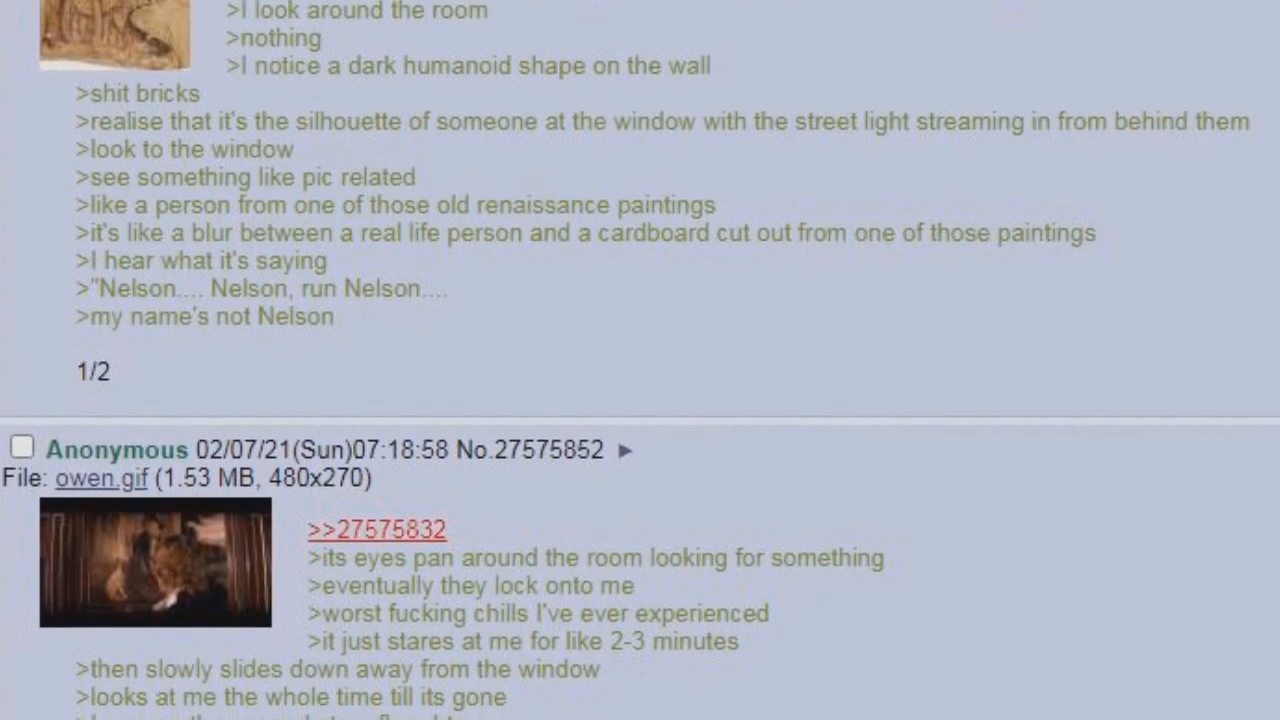 >I look around the room
>nothing
>I notice a dark humanoid shape on the wall
>shit bricks
>realise that it's the silhouette of someone at the window with the street light streaming in from behind them
>look to the window
>see something like pic related
>like a person from one of those old renaissance paintings
>it's like a blur between a real life person and a cardboard cut out from one of those paintings
>I hear what it's saying
>"Nelson.... Nelson, run Nelson....
>my name's not Nelson
1/2
Anonymous 02/07/21(Sun)07:18:58 No.27575852 ▶
File: owen.gif (1.53 MB, 480x270)
>>27575832
>its eyes pan around the room looking for something
>eventually they lock onto me
>worst fucking chills I've ever experienced
>it just stares at me for like 2-3 minutes
>then slowly slides down away from the window
>looks at me the whole time till its gone